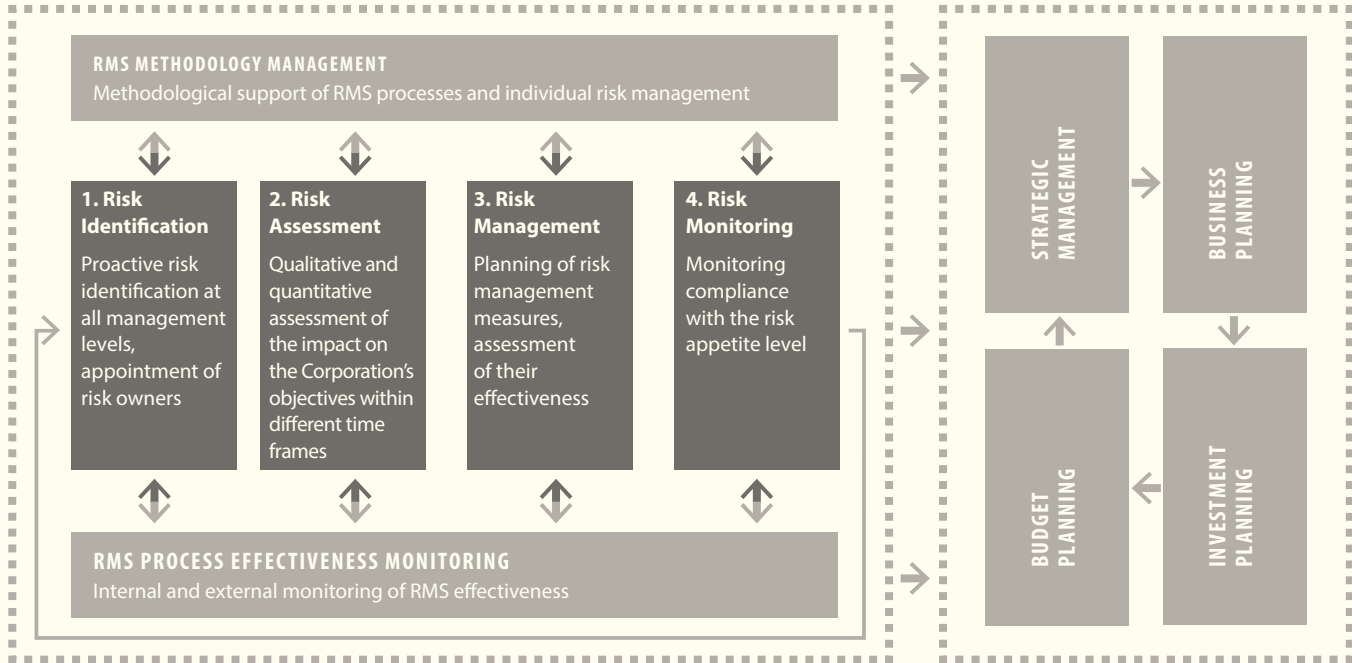 RMS METHODOLOGY MANAGEMENT
Methodological support of RMS processes and individual risk management
1. Risk
Identification
Proactive risk
identification at
all management
levels,
appointment of
risk owners
2. Risk
Assessment
Qualitative and
quantitative
assessment of
the impact on
the Corporation's
objectives within
different time
frames
3. Risk
Management
Planning of risk
management
measures,
assessment
of their
effectiveness
4. Risk
Monitoring
Monitoring
compliance
with the risk
appetite level
RMS PROCESS EFFECTIVENESS MONITORING
Internal and external monitoring of RMS effectiveness
STRATEGIC
MANAGEMENT
BUSINESS
PLANNING
BUDGET
PLANNING
INVESTMENT
PLANNING